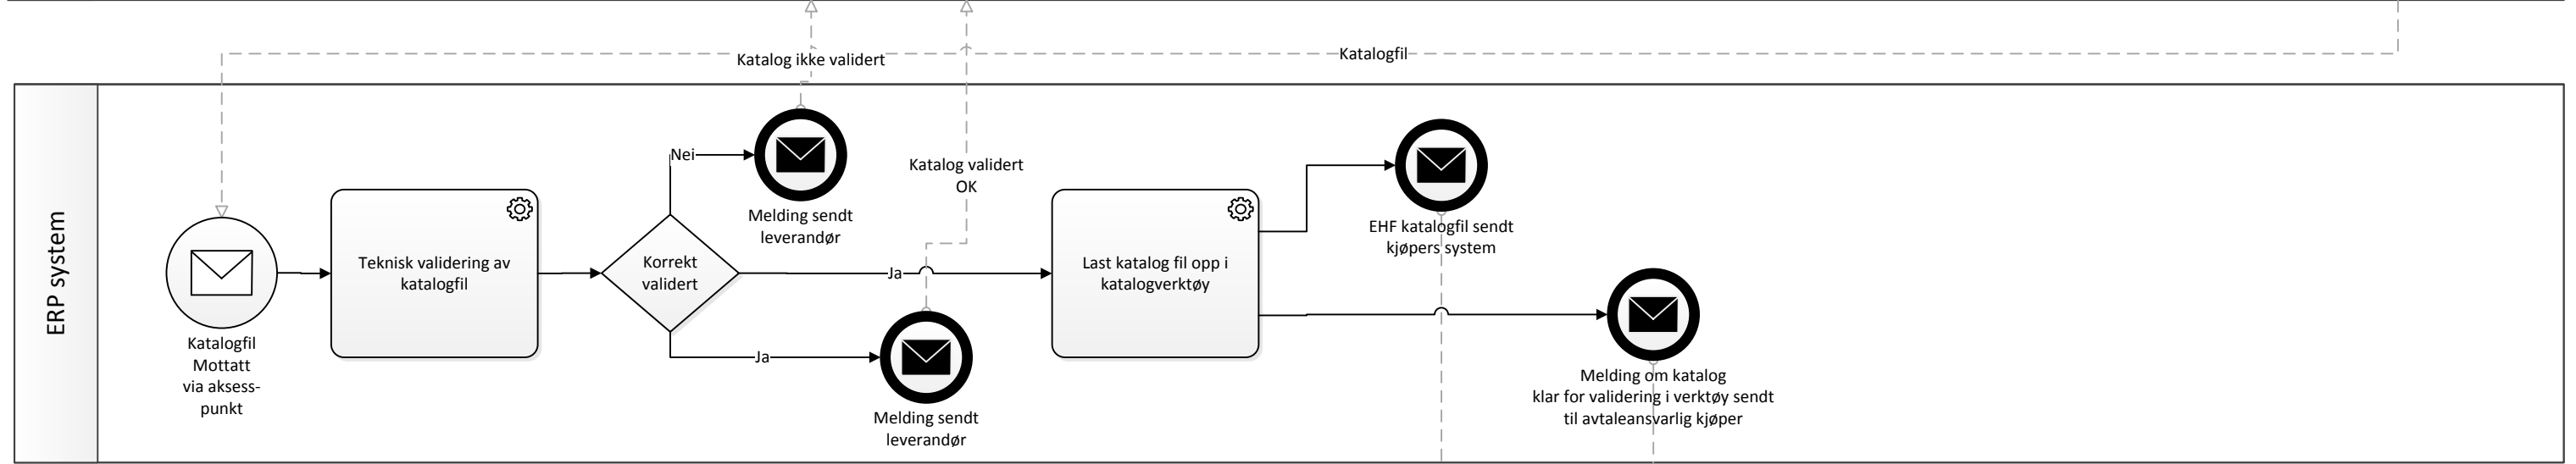 Katalog ikke validert
Katalogfil
ERP system
Katalogfil
Mottatt
via aksess-
punkt
Teknisk validering av
katalogfil
Korrekt
validert
Nei
Melding sendt
leverandør
Ja
Ja
Melding sendt
leverandør
Katalog validert
OK
Last katalog fil opp i
katalogverktøy
EHF katalogfil sendt
kjøpers system
Melding om katalog
klar for validering i verktøy sendt
til avtaleansvarlig kjøper